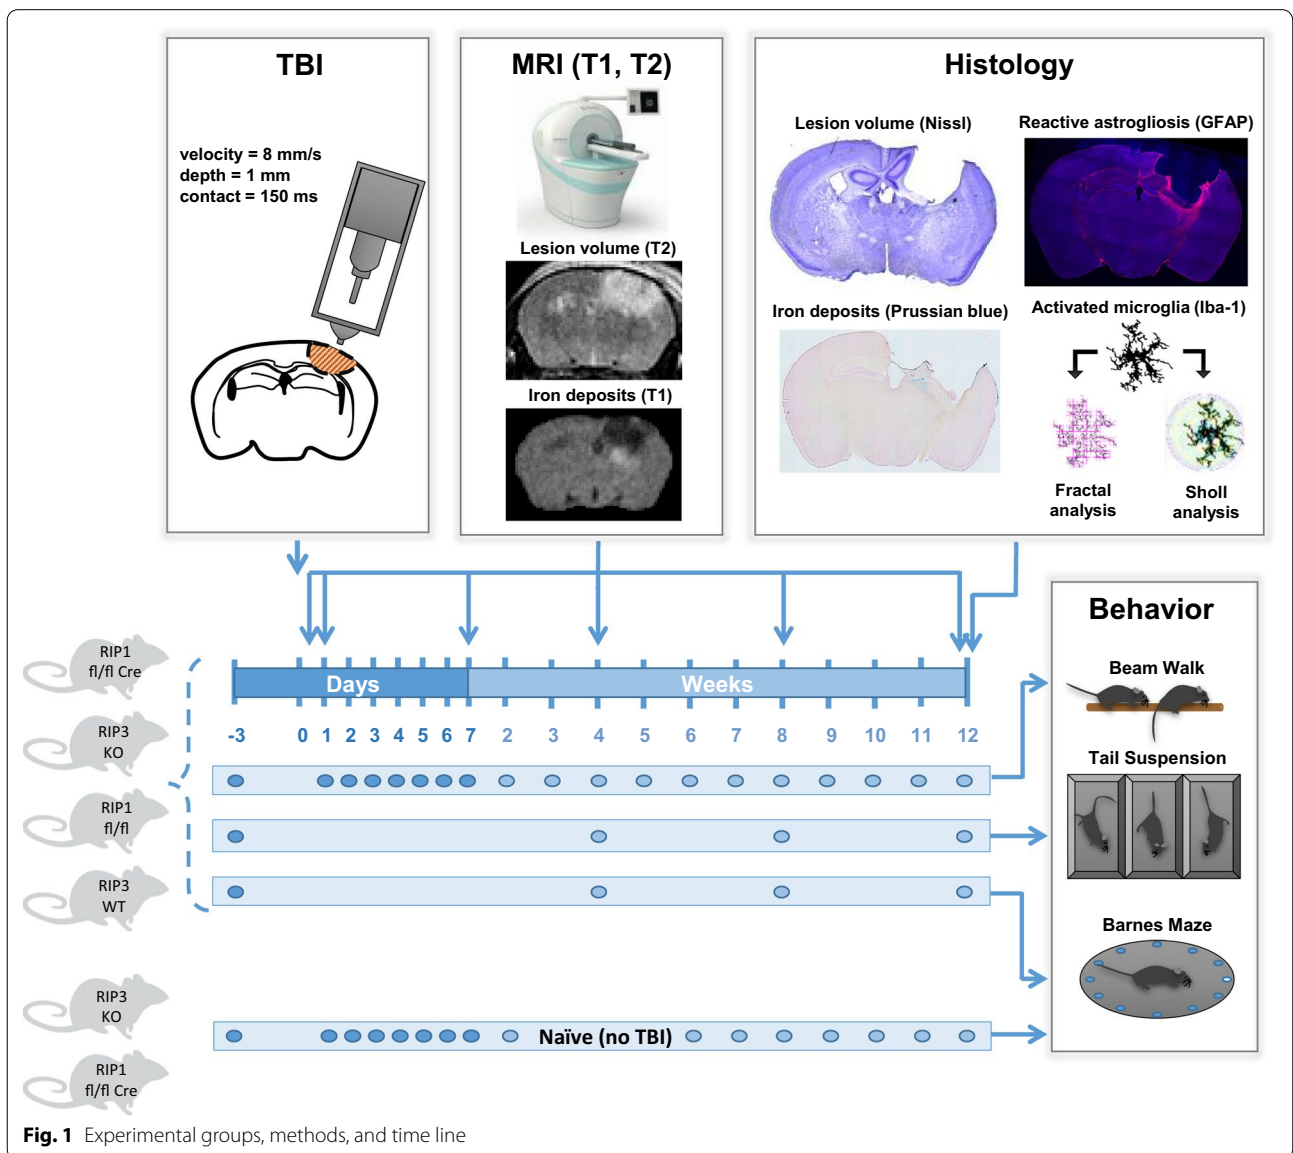 TBI
velocity = 8 mm/s
depth = 1 mm
contact = 150 ms
MRI (T1, T2)
Lesion volume (T2)
Iron deposits (T1)
Histology
Lesion volume (Nissl)
Reactive astrogliosis (GFAP)
Iron deposits (Prussian blue)
Activated microglia (Iba-1)
Fractal
analysis
Sholl
analysis
RIP1
fl/fl Cre
RIP3
KO
RIP1
fl/fl
RIP3
WT
RIP3
KO
RIP1
fl/fl Cre
Days
Weeks
-3 0 1 2 3 4 5 6 7 2 3 4 5 6 7 8 9 10 11 12
Naïve (no TBI)
Behavior
Beam Walk
Tail Suspension
Barnes Maze
Fig. 1 Experimental groups, methods, and time line